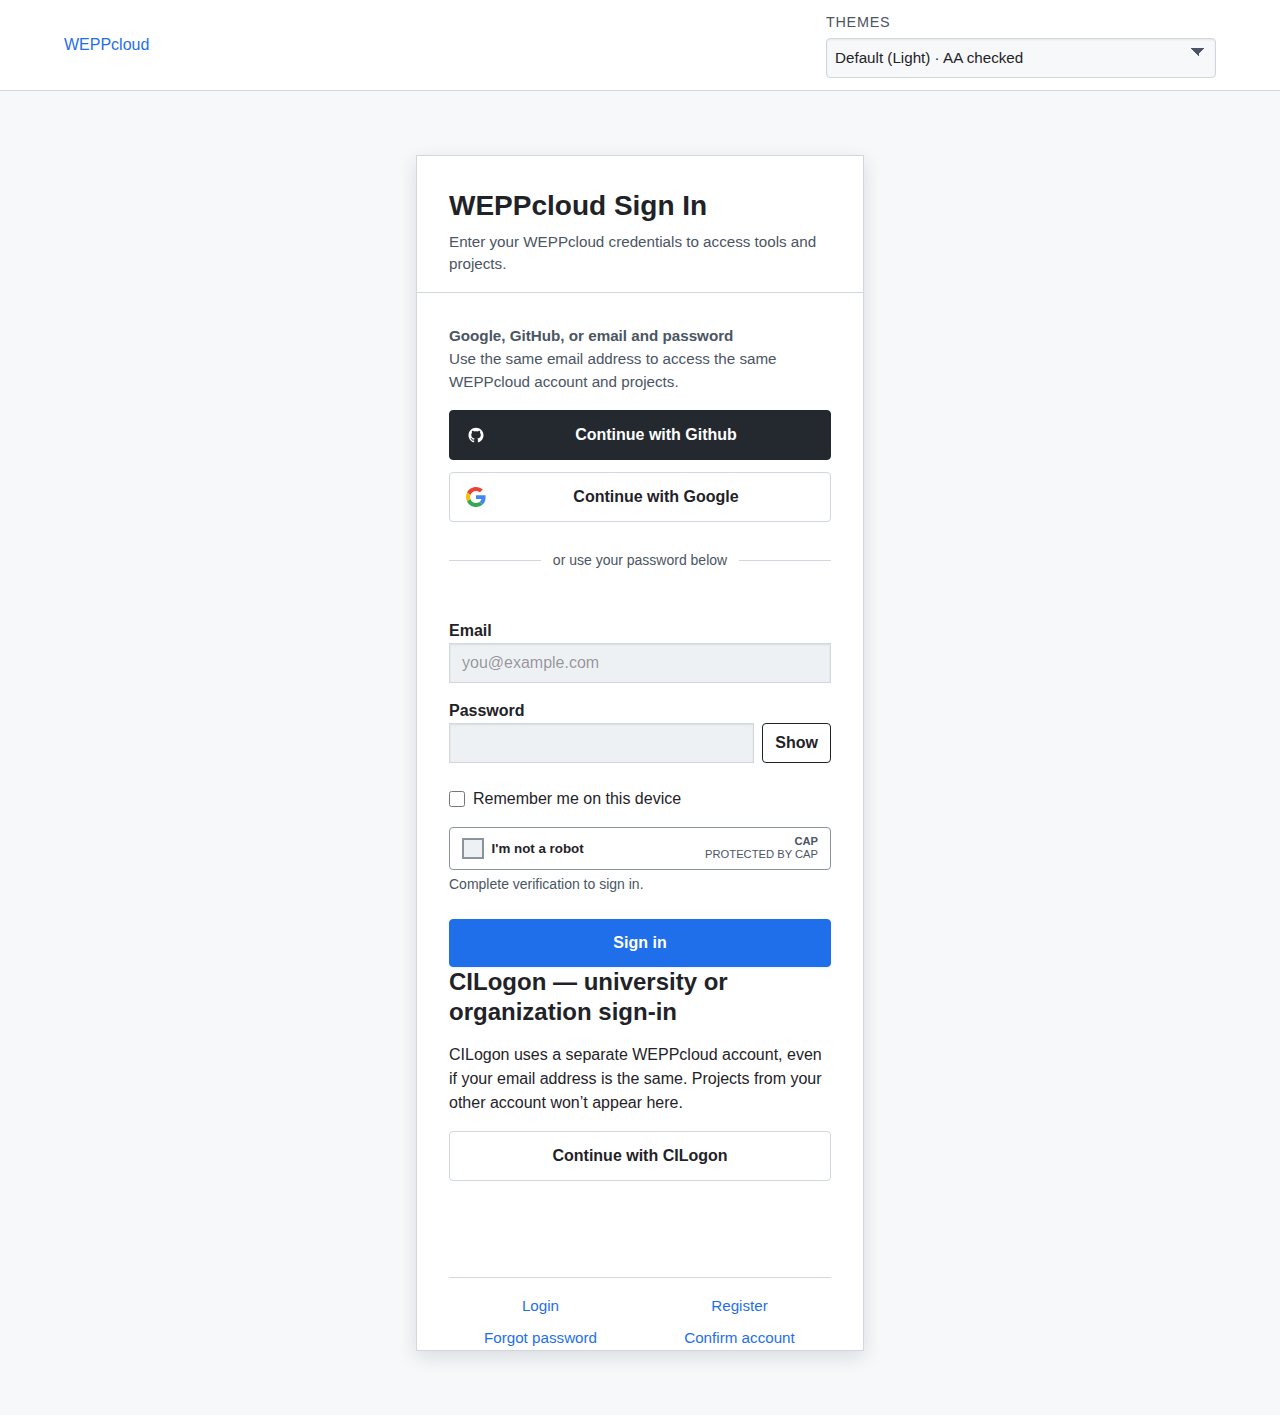 WEPPcloud
THEMES
Default (Light) · AA checked
WEPPcloud Sign In
Enter your WEPPcloud credentials to access tools and
projects.
Google, GitHub, or email and password
Use the same email address to access the same
WEPPcloud account and projects.
Continue with Github
Continue with Google
or use your password below
Email
you@example.com
Password
Show
Remember me on this device
I'm not a robot
CAP
PROTECTED BY CAP
Complete verification to sign in.
Sign in
CILogon — university or
organization sign-in
CILogon uses a separate WEPPcloud account, even
if your email address is the same. Projects from your
other account won’t appear here.
Continue with CILogon
Login
Register
Forgot password
Confirm account